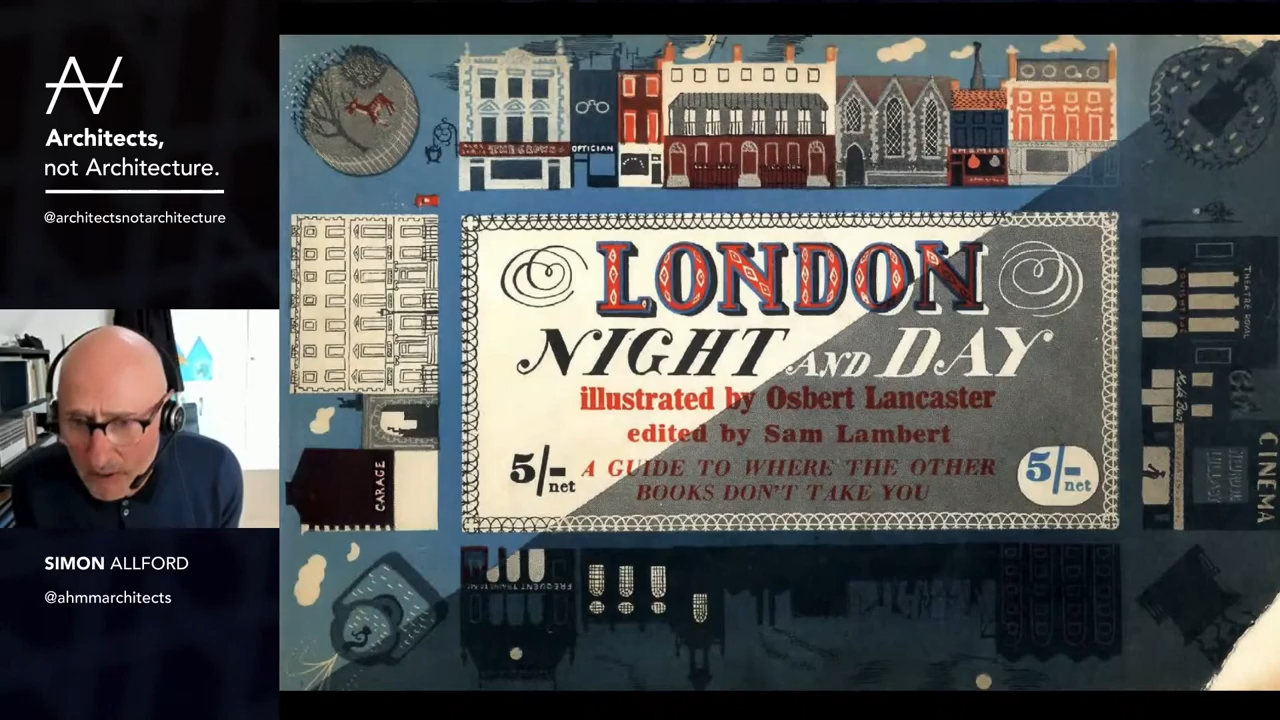 Architects,
not Architecture.
@architectsnotarchitecture
SIMON ALLFORD
@ahmmarchitects
OPTICIAN
CHEMIST
LONDON
NIGHT AND DAY
illustrated by Osbert Lancaster
edited by Sam Lambert
5/- net
A GUIDE TO WHERE THE OTHER
BOOKS DON'T TAKE YOU
5/- net
GARAGE
THEATRE ROYAL
CINEMA